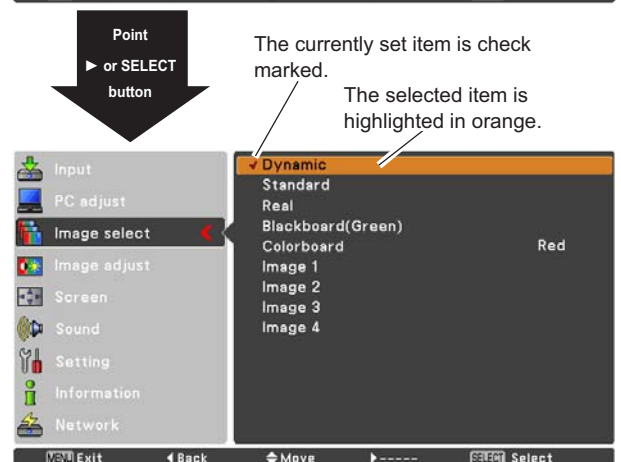 Point
► or SELECT
button
The currently set item is check
marked.
The selected item is
highlighted in orange.
Input
PC adjust
Image select
Image adjust
Screen
Sound
Setting
Information
Network
✓ Dynamic
Standard
Real
Blackboard(Green)
Colorboard Red
Image 1
Image 2
Image 3
Image 4
MENU Exit ◄ Back Move ►----- SELECT Select